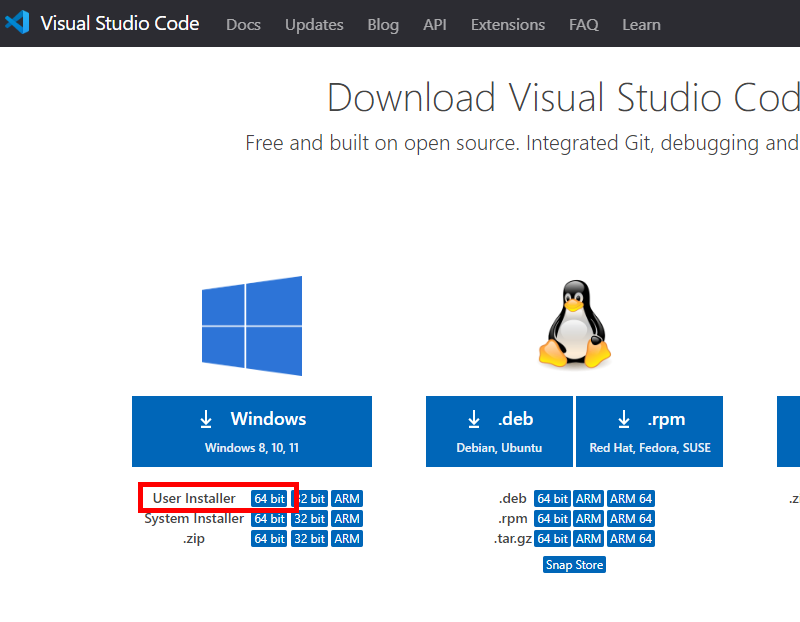 Visual Studio Code Docs Updates Blog API Extensions FAQ Learn
Download Visual Studio Cod
Free and built on open source. Integrated Git, debugging and
Windows
Windows 8, 10, 11
.deb
Debian, Ubuntu
.rpm
Red Hat, Fedora, SUSE
User Installer 64 bit 32 bit ARM
System Installer 64 bit 32 bit ARM
.zip 64 bit 32 bit ARM
.deb 64 bit ARM ARM 64
.rpm 64 bit ARM ARM 64
.tar.gz 64 bit ARM ARM 64
Snap Store
.z